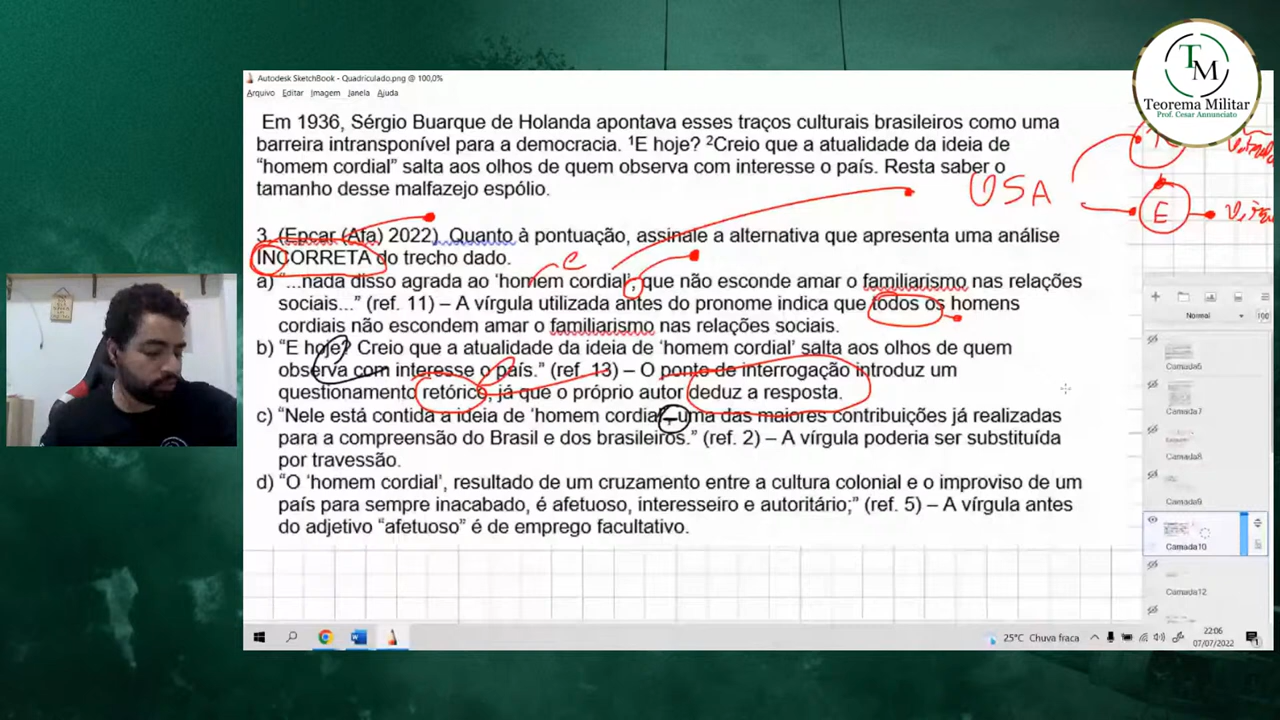 Autodesk SketchBook - Quadriculado.png @ 100,0%
Arquivo Editar Imagem Janela Ajuda
TM
Teorema Militar
Prof. Cesar Annunciato
Em 1936, Sérgio Buarque de Holanda apontava esses traços culturais brasileiros como uma
barreira intransponível para a democracia. ¹E hoje? ²Creio que a atualidade da ideia de
“homem cordial” salta aos olhos de quem observa com interesse o país. Resta saber o
tamanho desse malfazejo espólio.
USA
E
3. (Epcar (Afa) 2022) Quanto à pontuação, assinale a alternativa que apresenta uma análise
INCORRETA do trecho dado.
a) “...nada disso agrada ao ‘homem cordial’, que não esconde amar o familiarismo nas relações
sociais...” (ref. 11) – A vírgula utilizada antes do pronome indica que todos os homens
cordiais não escondem amar o familiarismo nas relações sociais.
b) “E hoje? Creio que a atualidade da ideia de ‘homem cordial’ salta aos olhos de quem
observa com interesse o país.” (ref. 13) – O ponto de interrogação introduz um
questionamento retórico, já que o próprio autor deduz a resposta.
c) “Nele está contida a ideia de ‘homem cordial’, uma das maiores contribuições já realizadas
para a compreensão do Brasil e dos brasileiros.” (ref. 2) – A vírgula poderia ser substituída
por travessão.
d) “O ‘homem cordial’, resultado de um cruzamento entre a cultura colonial e o improviso de um
país para sempre inacabado, é afetuoso, interesseiro e autoritário;” (ref. 5) – A vírgula antes
do adjetivo “afetuoso” é de emprego facultativo.
Normal
100
Camada6
Camada7
Camada8
Camada9
Camada10
Camada12
25°C Chuva fraca
22:06
07/07/2022